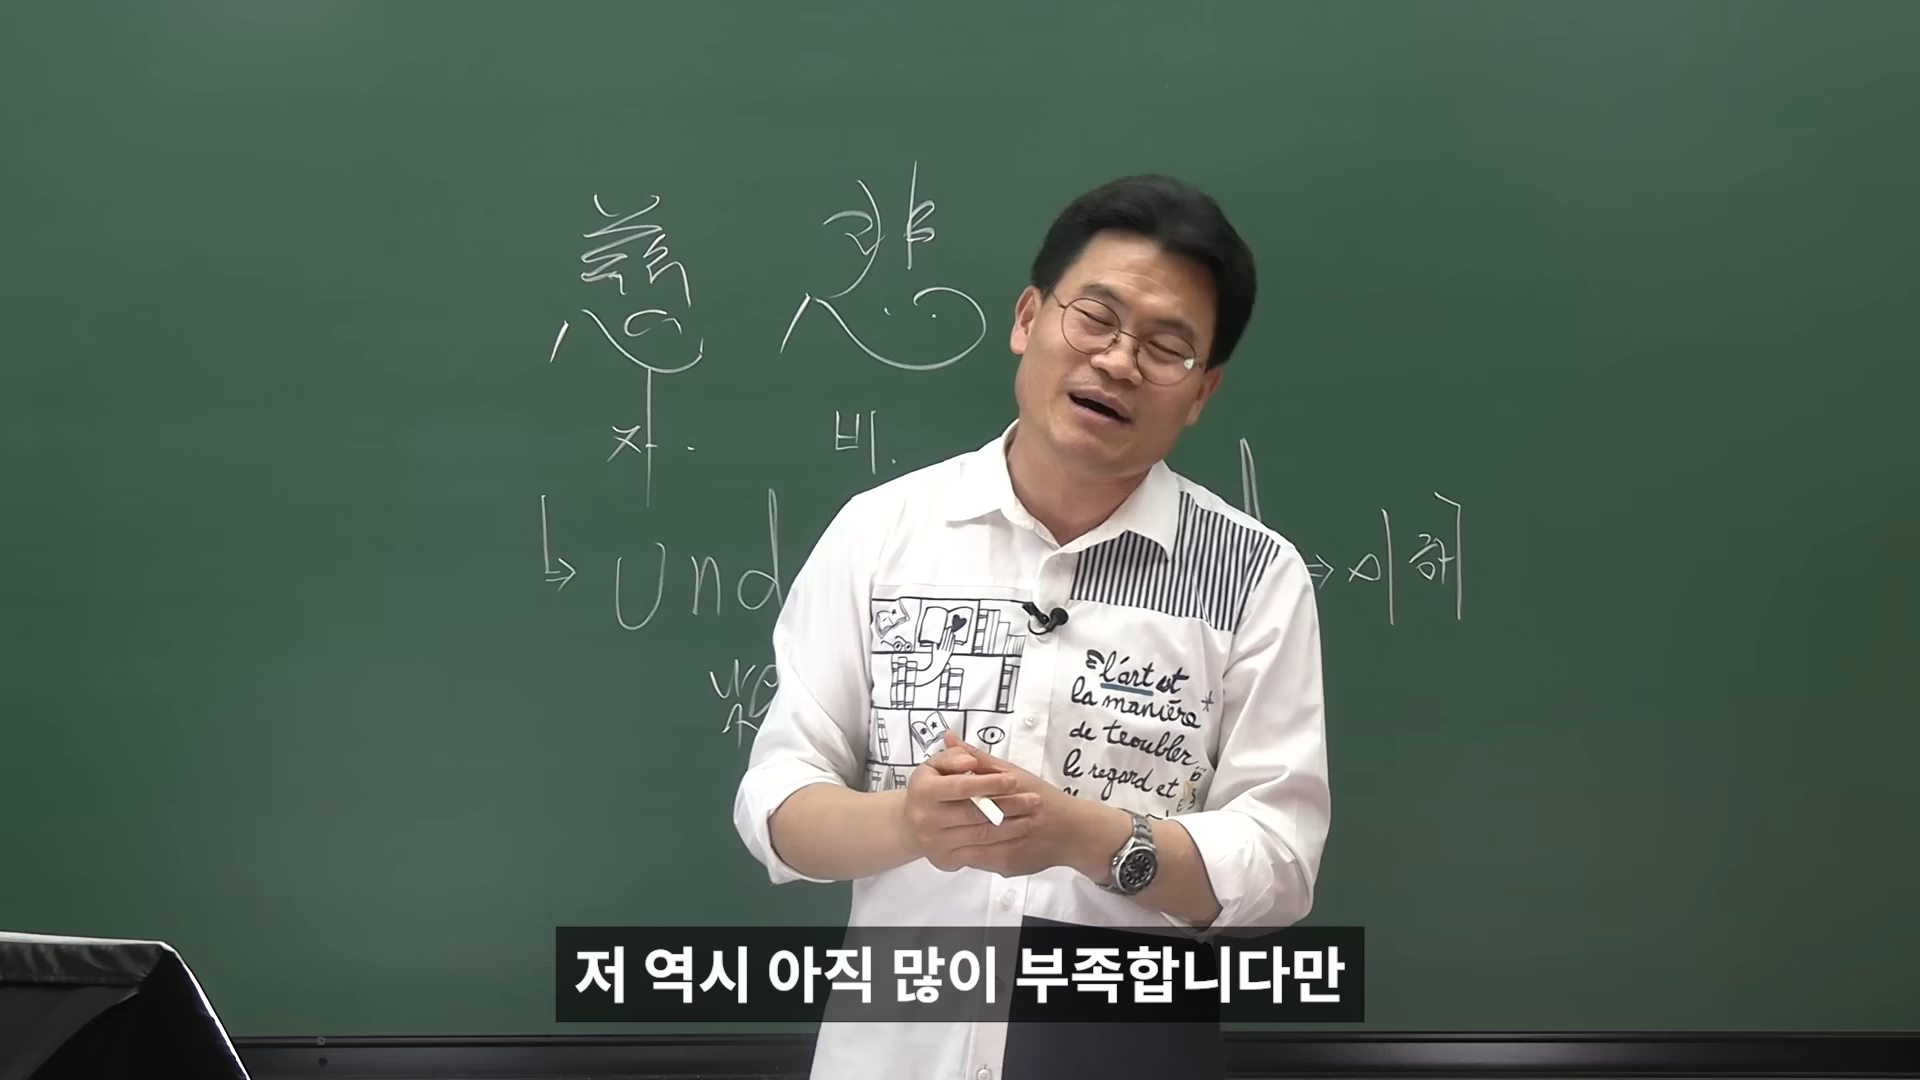 慈 悲
자. 비.
↳ Und ⇒ 이해
l'art est
la manière
de troubler
le regard et
저 역시 아직 많이 부족합니다만